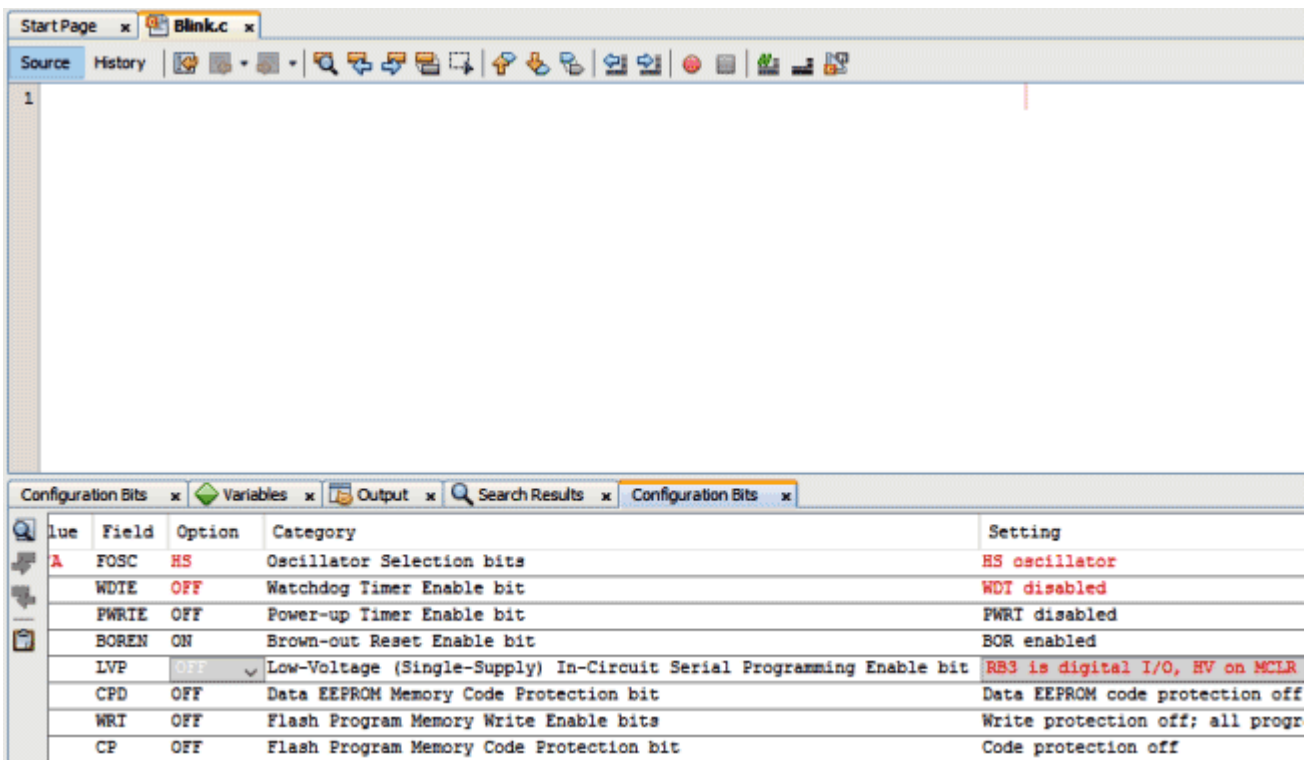 Start Page x Blink.c x
Source History
1
Configuration Bits x Variables x Output x Search Results x Configuration Bits x
lue Field Option Category Setting
A FOSC HS Oscillator Selection bits HS oscillator
WDTE OFF Watchdog Timer Enable bit WDT disabled
PWRTE OFF Power-up Timer Enable bit PWRT disabled
BOREN ON Brown-out Reset Enable bit BOR enabled
LVP OFF Low-Voltage (Single-Supply) In-Circuit Serial Programming Enable bit RB3 is digital I/O, HV on MCLR
CPD OFF Data EEPROM Memory Code Protection bit Data EEPROM code protection off
WRT OFF Flash Program Memory Write Enable bits Write protection off; all progr
CP OFF Flash Program Memory Code Protection bit Code protection off